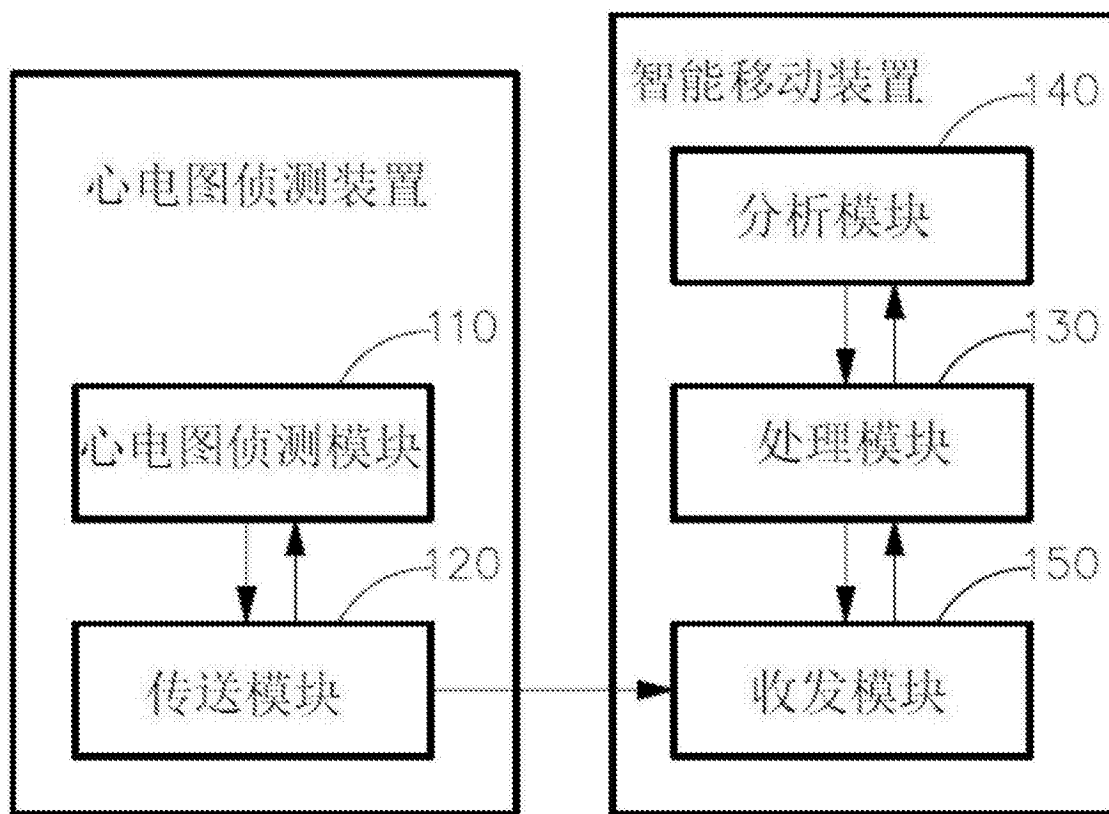 心电图侦测装置
110
心电图侦测模块
120
传送模块
智能移动装置
140
分析模块
130
处理模块
150
收发模块